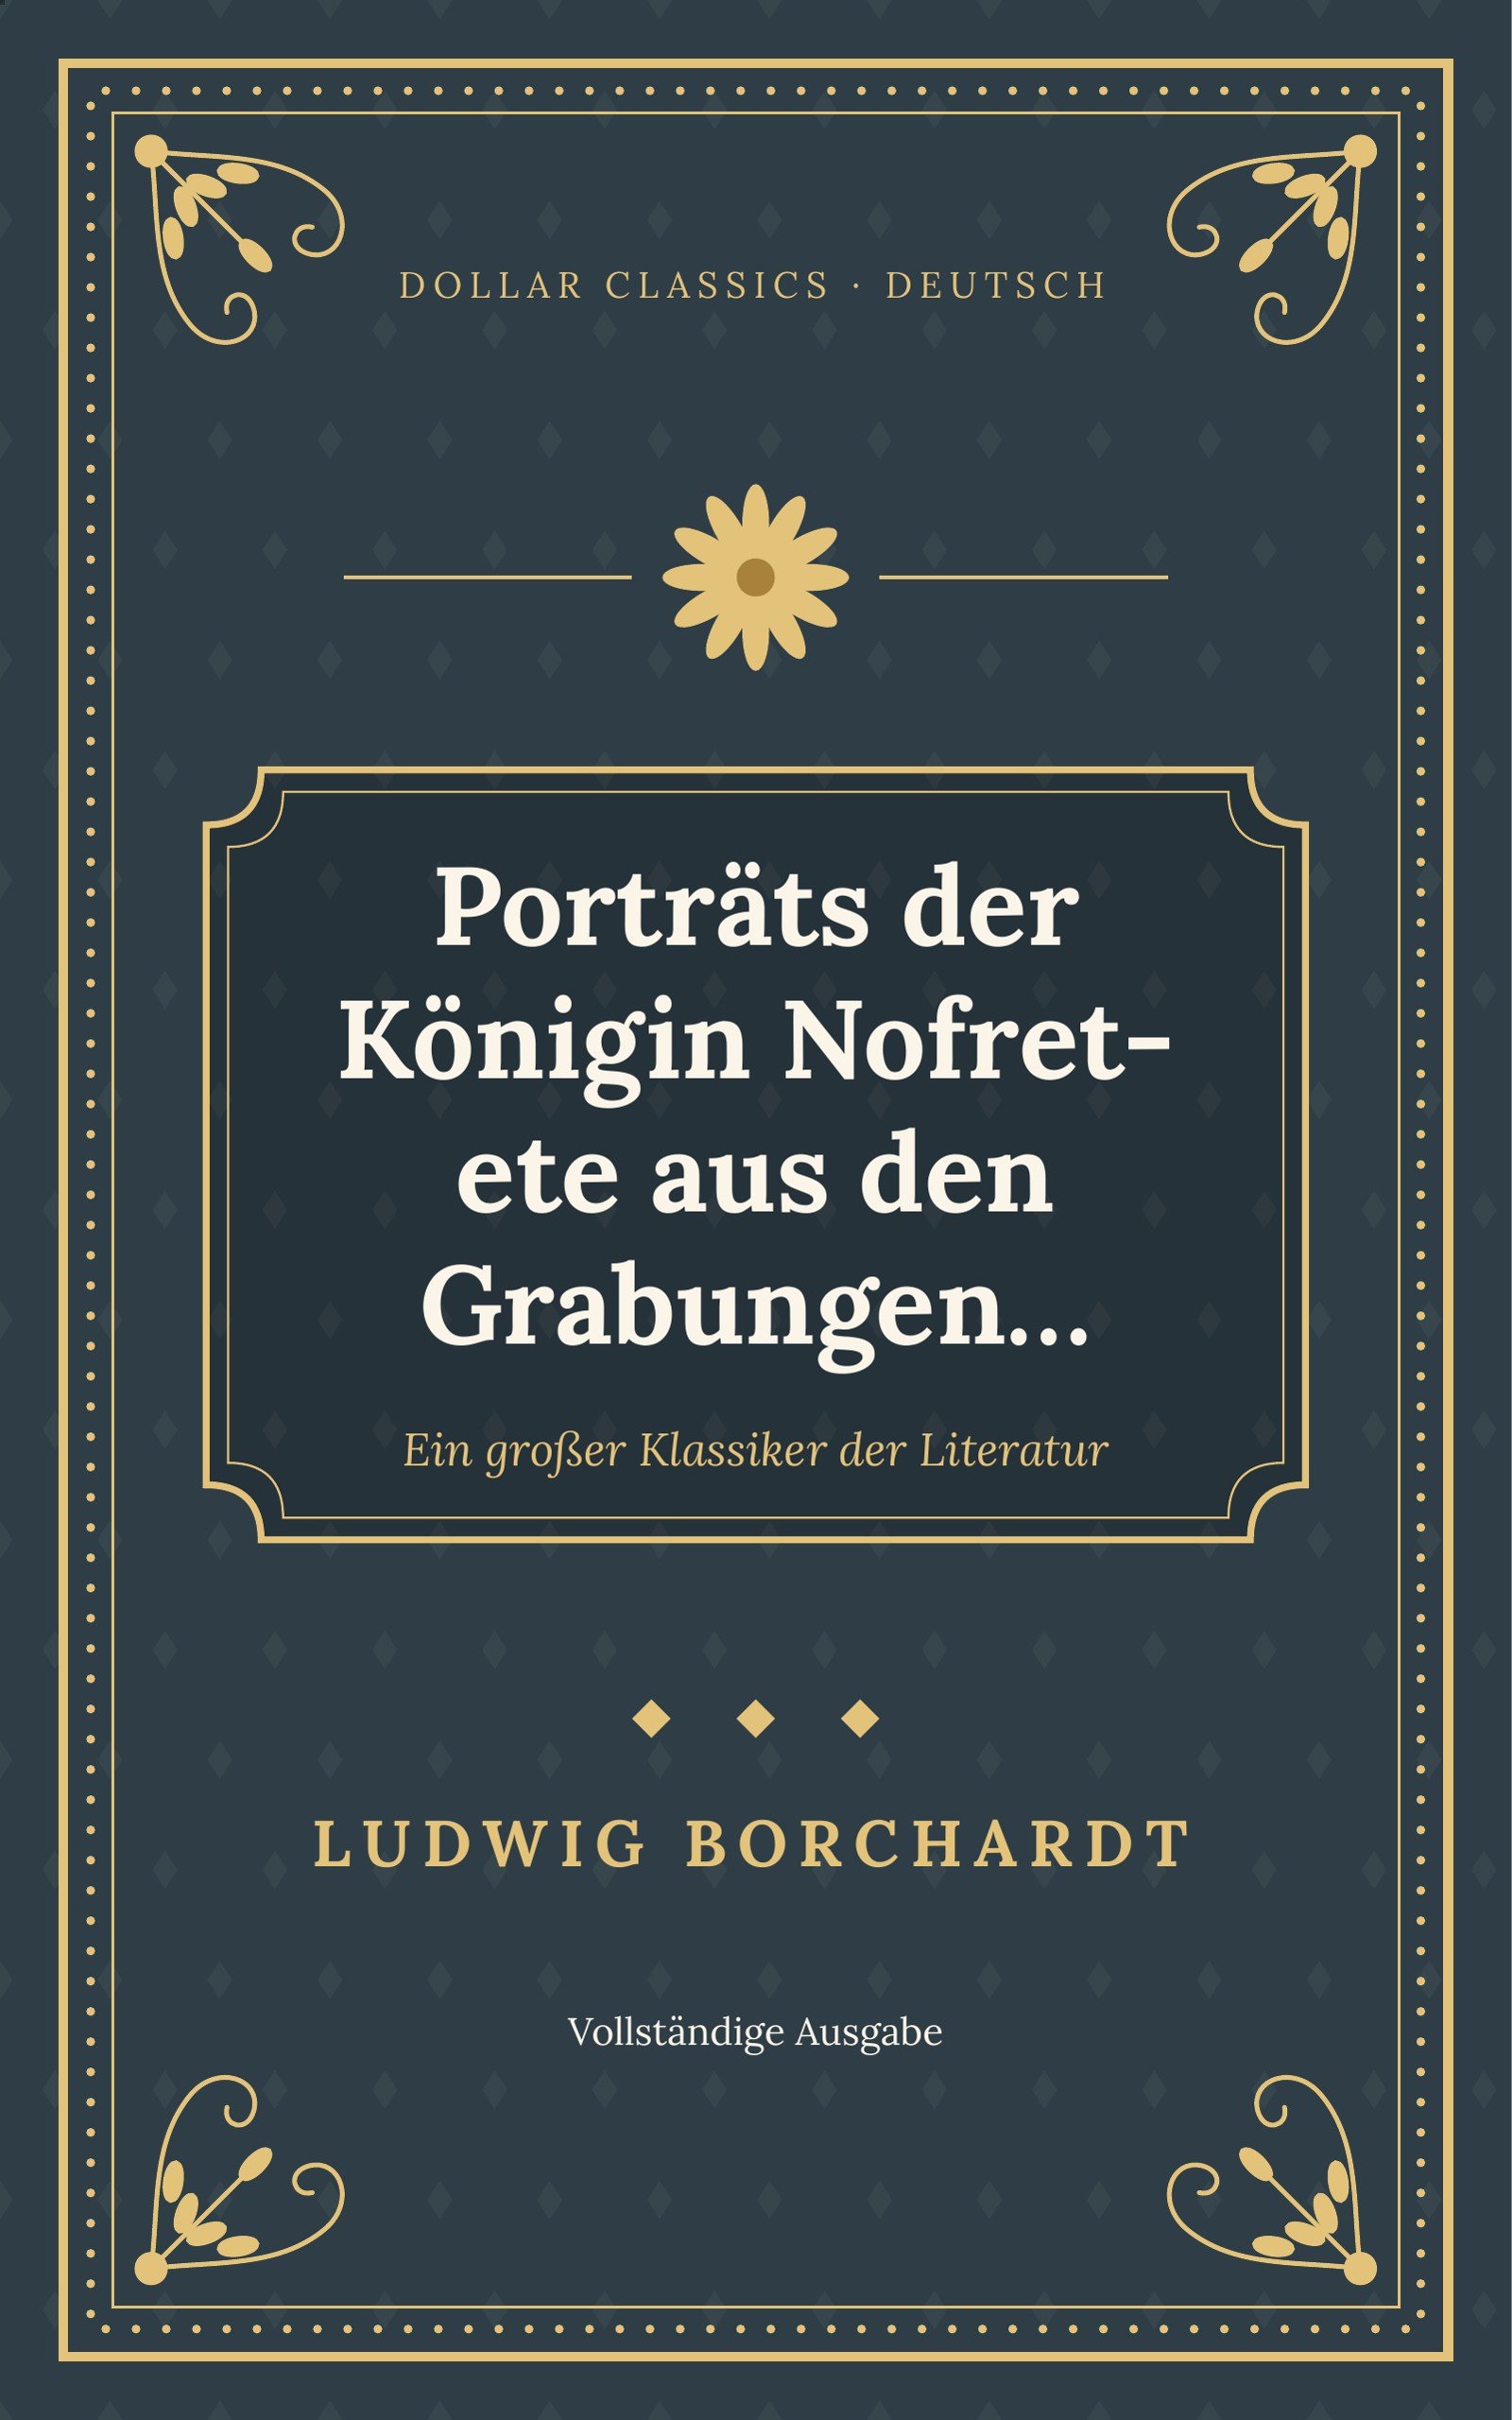 DOLLAR CLASSICS · DEUTSCH
Porträts der
Königin Nofret-
ete aus den
Grabungen...
Ein großer Klassiker der Literatur
LUDWIG BORCHARDT
Vollständige Ausgabe